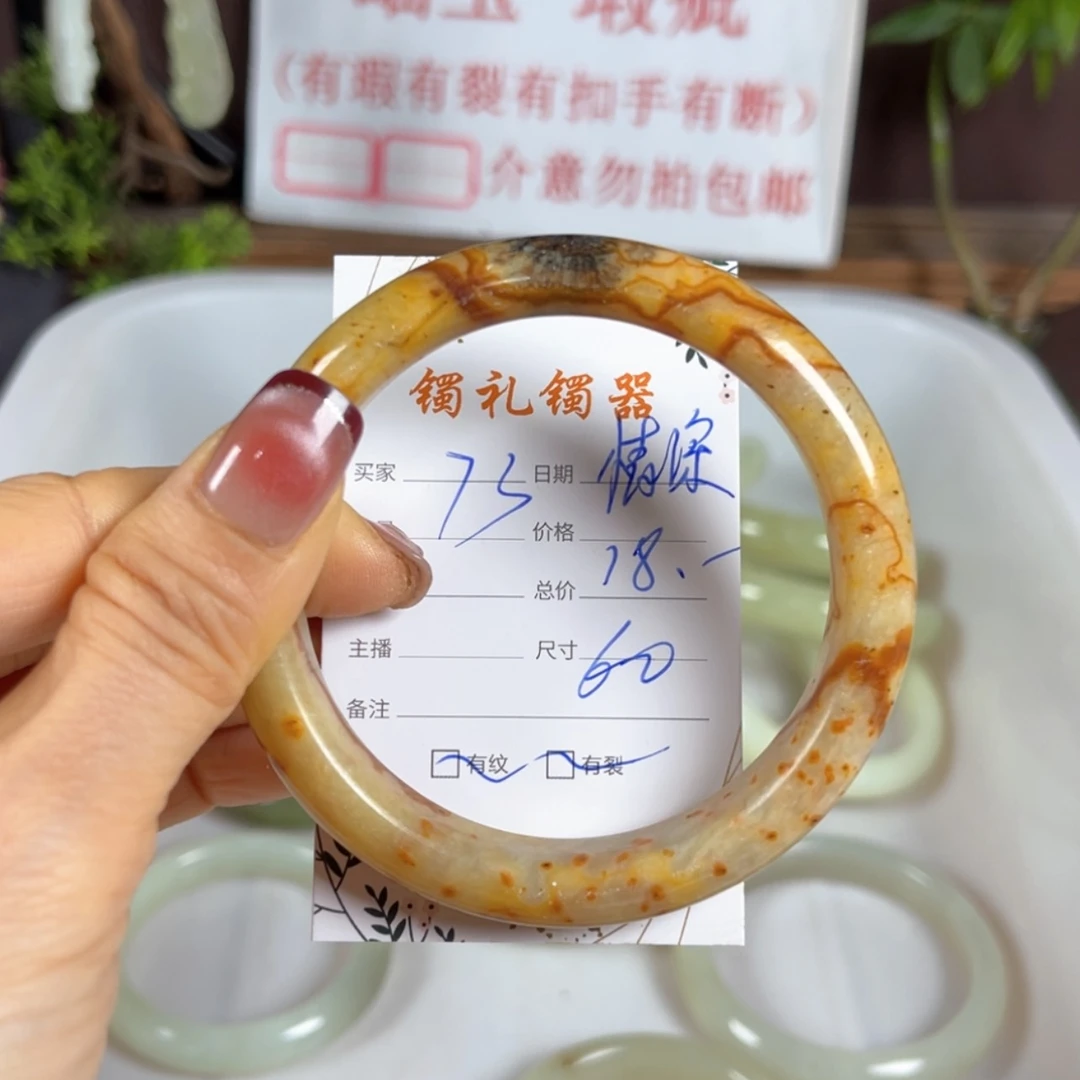 （有瑕有裂有扣手有断）
介意勿拍包邮
镯礼镯器
买家 75 日期 情深
价格 18.-
总价
主播 尺寸 60
备注
有纹 有裂